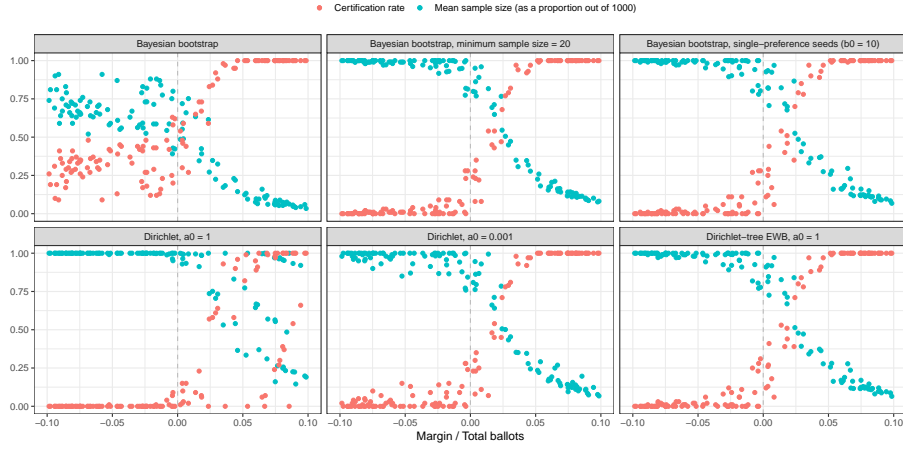 Certification rate Mean sample size (as a proportion out of 1000)
Bayesian bootstrap
Bayesian bootstrap, minimum sample size = 20
Bayesian bootstrap, single−preference seeds (b0 = 10)
1.00
0.75
0.50
0.25
0.00
Dirichlet, a0 = 1
Dirichlet, a0 = 0.001
Dirichlet−tree EWB, a0 = 1
1.00
0.75
0.50
0.25
0.00
−0.10 −0.05 0.00 0.05 0.10 −0.10 −0.05 0.00 0.05 0.10 −0.10 −0.05 0.00 0.05 0.10
Margin / Total ballots